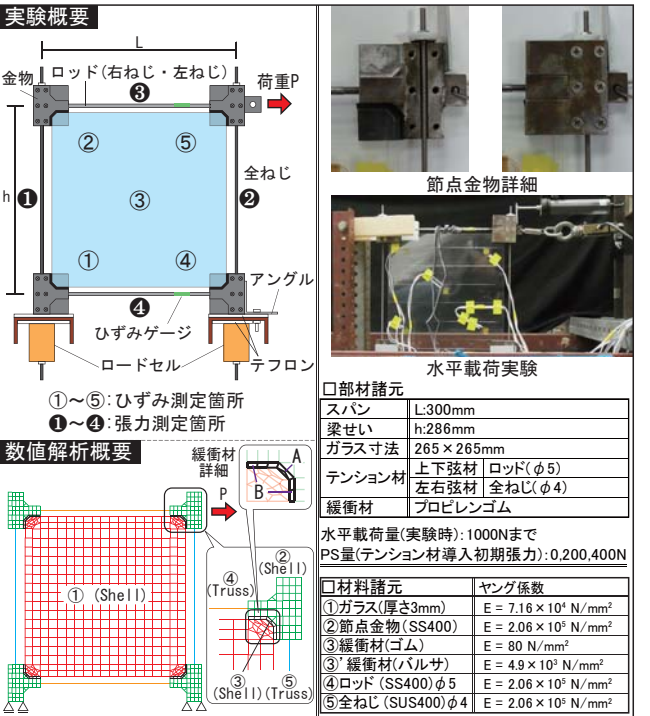 実験概要
L
金物
ロッド(右ねじ・左ねじ)
荷重P
❸
②
⑤
全ねじ
h
❶
③
❷
①
④
アングル
❹
ひずみゲージ
ロードセル
テフロン
①～⑤:ひずみ測定箇所
❶～❹:張力測定箇所
数値解析概要
緩衝材
詳細
A
B
P
①(Shell)
②
(Shell)
④
(Truss)
③
(Shell)
⑤
(Truss)
節点金物詳細
水平載荷実験
□部材諸元
スパン L:300mm
梁せい h:286mm
ガラス寸法 265×265mm
テンション材 上下弦材 ロッド(φ5)
左右弦材 全ねじ(φ4)
緩衝材 プロピレンゴム
水平載荷量(実験時):1000Nまで
PS量(テンション材導入初期張力):0,200,400N
□材料諸元 ヤング係数
①ガラス(厚さ3mm) E = 7.16×10⁴ N/mm²
②節点金物(SS400) E = 2.06×10⁵ N/mm²
③緩衝材(ゴム) E = 80 N/mm²
③'緩衝材(バルサ) E = 4.9×10³ N/mm²
④ロッド(SS400)φ5 E = 2.06×10⁵ N/mm²
⑤全ねじ(SUS400)φ4 E = 2.06×10⁵ N/mm²